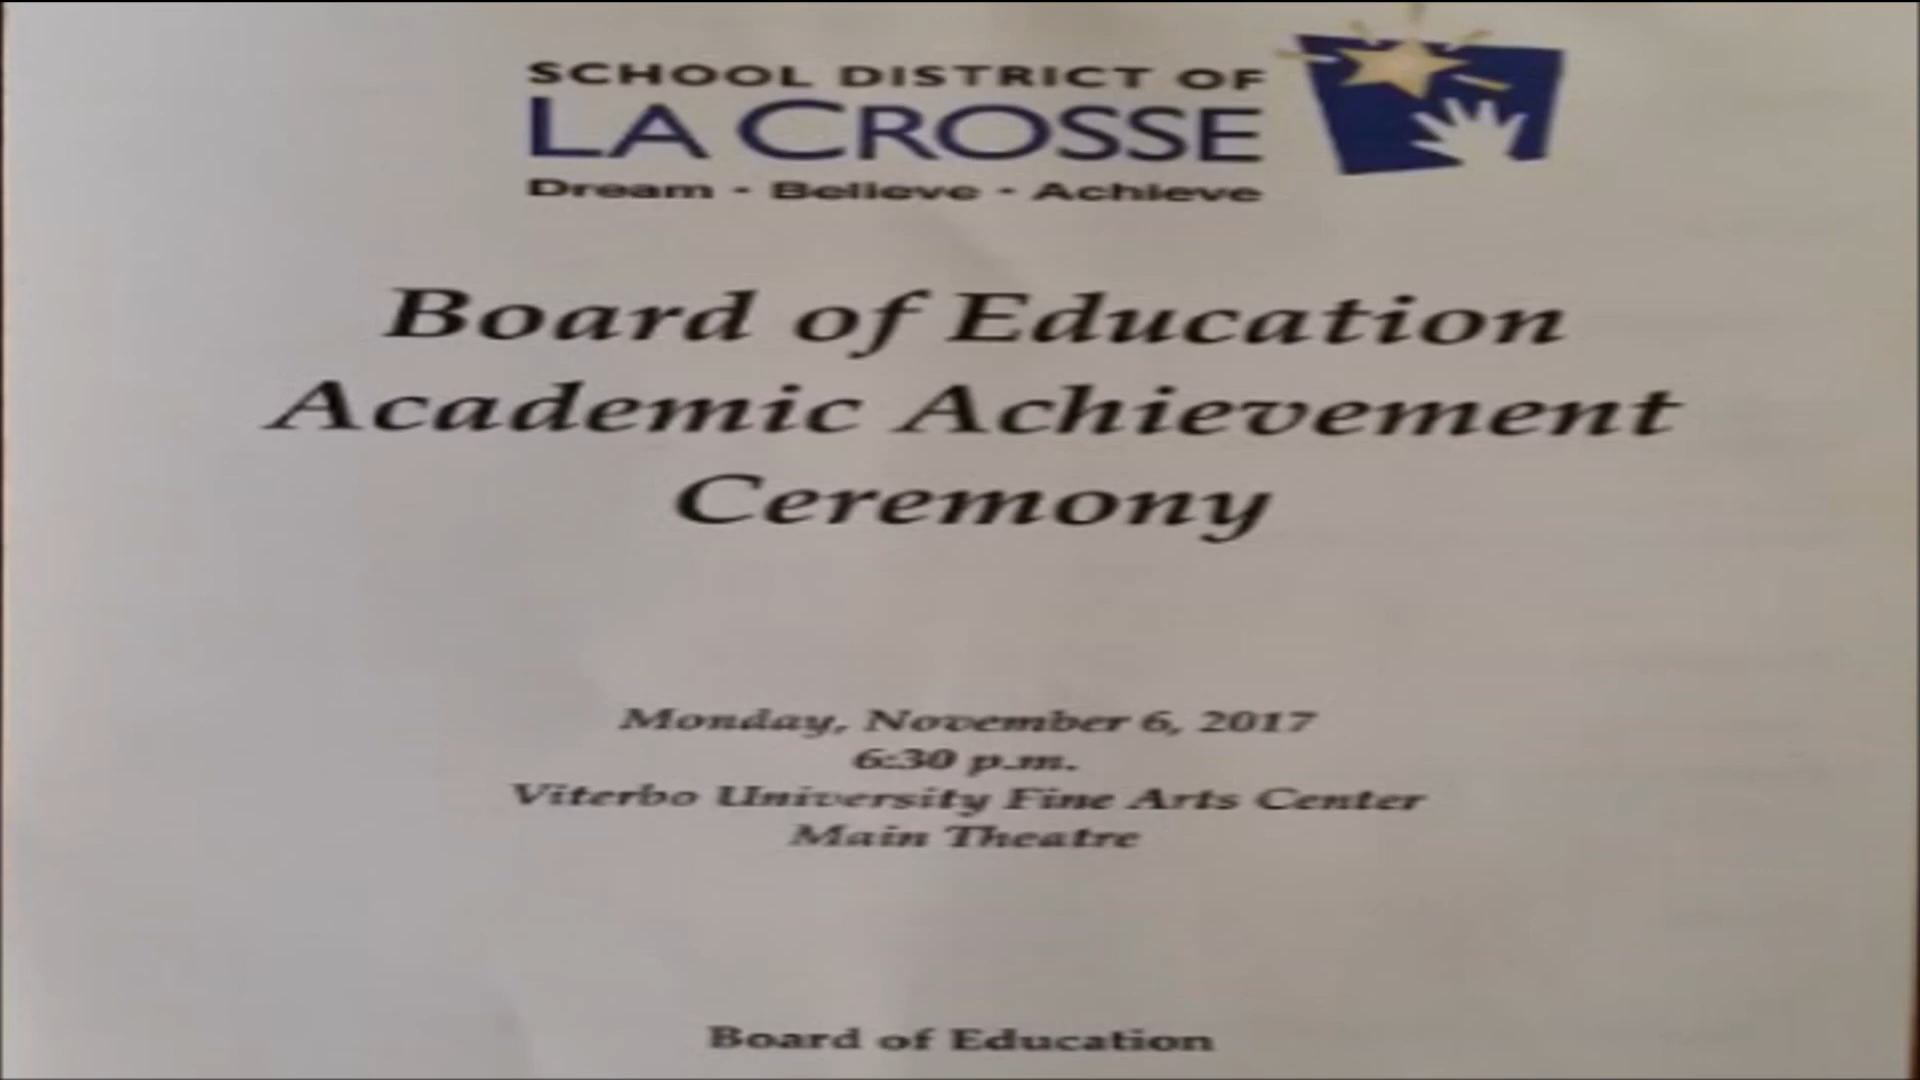 SCHOOL DISTRICT OF
LA CROSSE
Dream - Believe - Achieve
Board of Education
Academic Achievement
Ceremony
Monday, November 6, 2017
6:30 p.m.
Viterbo University Fine Arts Center
Main Theatre
Board of Education